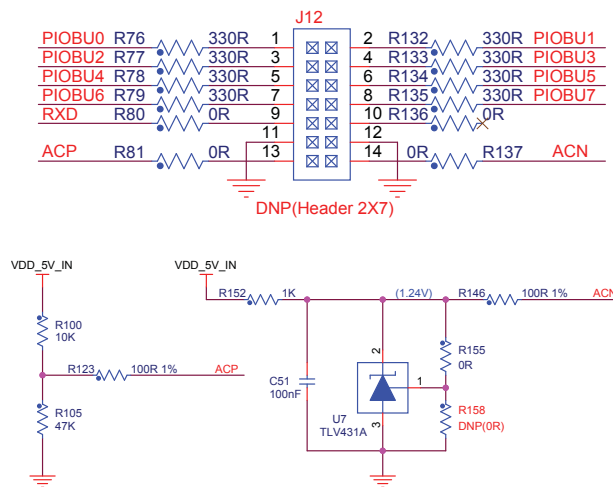 J12
PIOBU0 R76 330R 1 2 R132 330R PIOBU1
PIOBU2 R77 330R 3 4 R133 330R PIOBU3
PIOBU4 R78 330R 5 6 R134 330R PIOBU5
PIOBU6 R79 330R 7 8 R135 330R PIOBU7
RXD R80 0R 9 10 R136 0R
11 12
ACP R81 0R 13 14 0R R137 ACN
DNP(Header 2X7)
VDD_5V_IN VDD_5V_IN
R152 1K (1.24V) R146 100R 1% ACN
R100
10K
R123 100R 1% ACP
R105
47K
C51
100nF
2
1
3
U7
TLV431A
R155
0R
R158
DNP(0R)